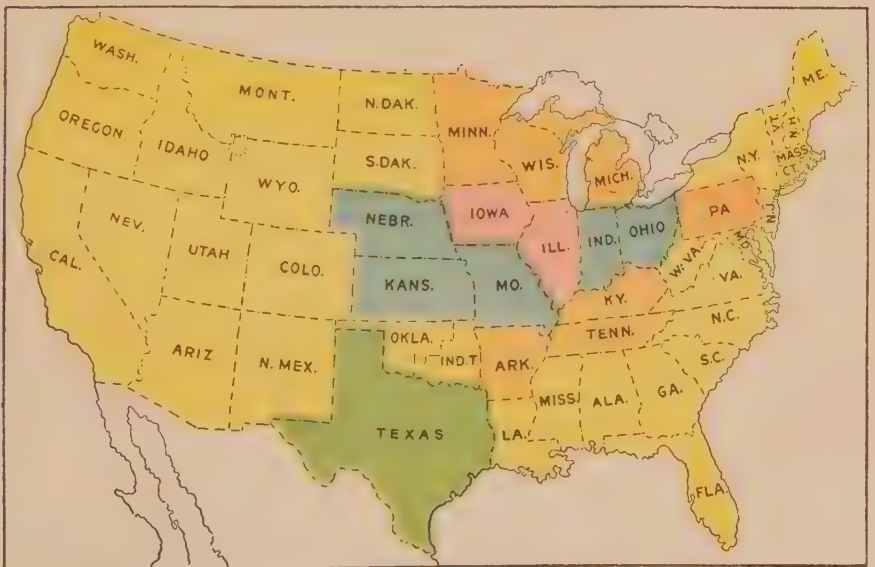 WASH.
MONT.
N.DAK.
MINN.
ME.
OREGON
IDAHO
S.DAK.
WIS.
MICH.
VT.
N.H.
MASS.
CT.
N.Y.
WYO.
NEBR.
IOWA
PA
N.J.
NEV.
UTAH
COLO.
KANS.
MO.
ILL.
IND.
OHIO
W.VA.
VA.
CAL.
KY.
N.C.
ARIZ
N. MEX.
OKLA.
IND.T
ARK.
TENN.
S.C.
TEXAS
LA.
MISS
ALA.
GA.
FLA.